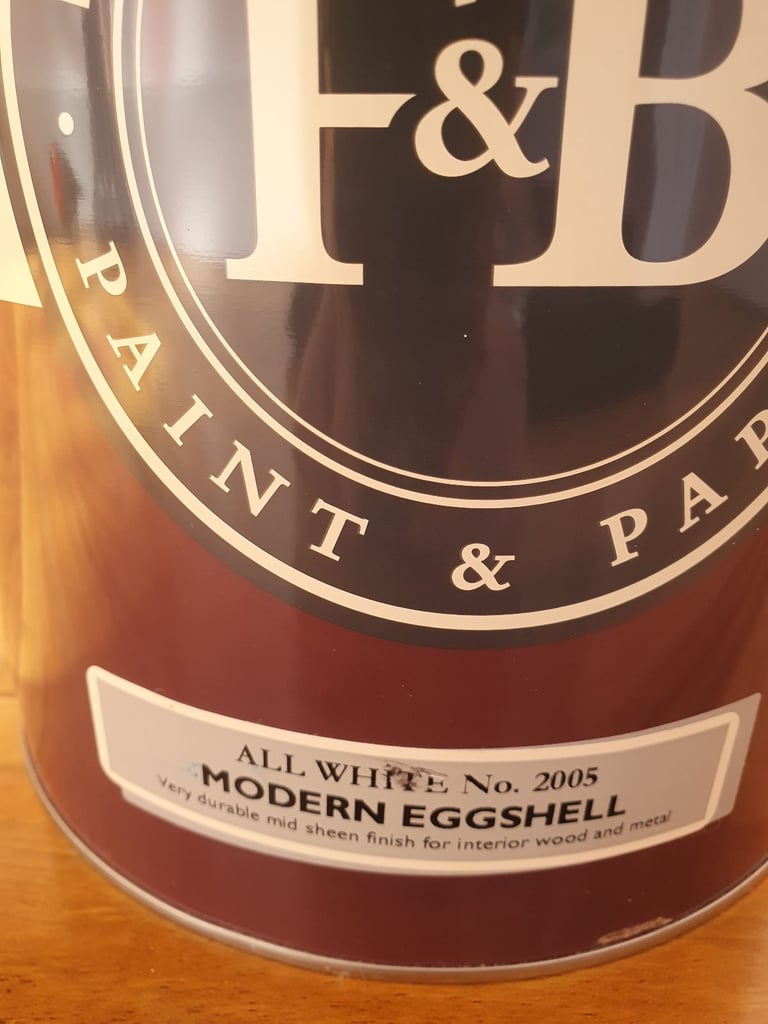 F&B
PAINT & PAP
ALL WHITE No. 2005
MODERN EGGSHELL
Very durable mid sheen finish for interior wood and metal